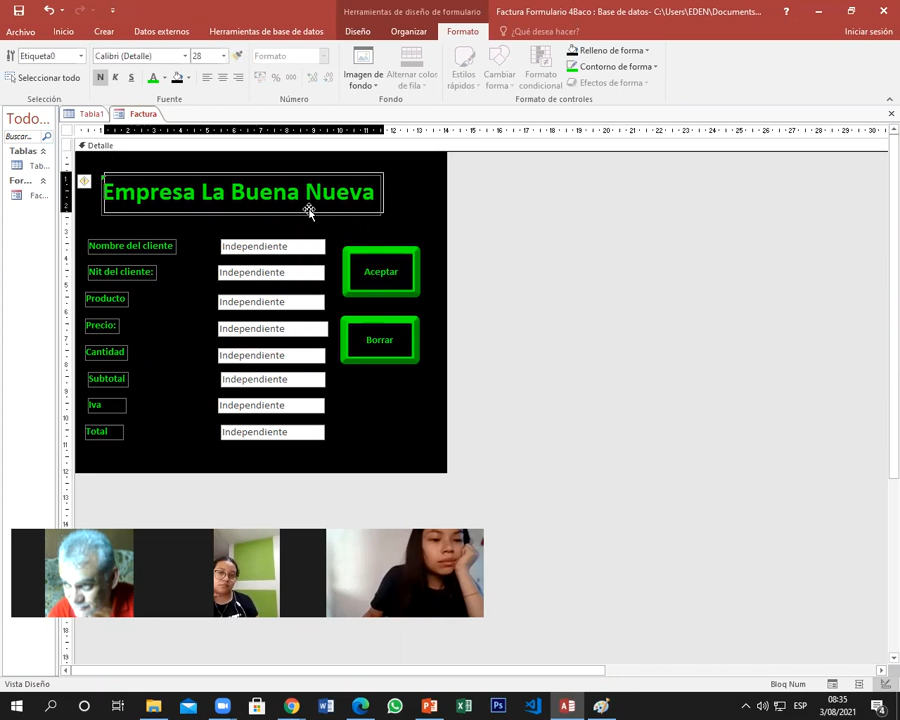 Herramientas de diseño de formulario
Factura Formulario 4Baco : Base de datos- C:\Users\EDEN\Documents...
Archivo
Inicio
Crear
Datos externos
Herramientas de base de datos
Diseño
Organizar
Formato
¿Qué desea hacer?
Iniciar sesión
Etiqueta0
Calibri (Detalle)
28
Formato
Seleccionar todo
N K S
Imagen de fondo
Alternar color de fila
Estilos rápidos
Cambiar forma
Formato condicional
Relleno de forma
Contorno de forma
Efectos de forma
Selección
Fuente
Número
Fondo
Formato de controles
Todo...
Buscar...
Tablas
Tab...
For...
Fac...
Tabla1
Factura
Detalle
Empresa La Buena Nueva
Nombre del cliente
Independiente
Nit del cliente:
Independiente
Aceptar
Producto
Independiente
Precio:
Independiente
Borrar
Cantidad
Independiente
Subtotal
Independiente
Iva
Independiente
Total
Independiente
Vista Diseño
Bloq Num
ESP
08:35
3/08/2021